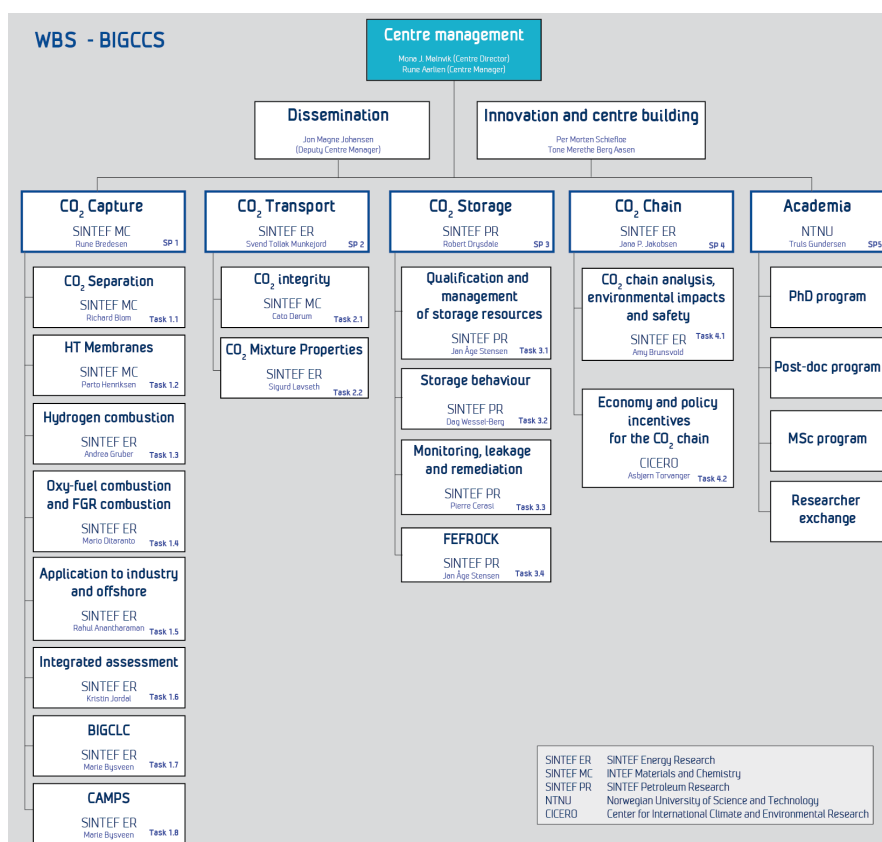 WBS - BIGCCS
Centre management
Mona J. Mølnvik (Centre Director)
Rune Aarlien (Centre Manager)
Dissemination
Jon Magne Johansen
(Deputy Centre Manager)
Innovation and centre building
Per Morten Schiefloe
Tone Merethe Berg Aasen
CO2 Capture
SINTEF MC
Rune Bredesen SP 1
CO2 Separation
SINTEF MC
Richard Blom Task 1.1
HT Membranes
SINTEF MC
Parto Henriksen Task 1.2
Hydrogen combustion
SINTEF ER
Andrea Gruber Task 1.3
Oxy-fuel combustion
and FGR combustion
SINTEF ER
Mario Ditaranto Task 1.4
Application to industry
and offshore
SINTEF ER
Rahul Anantharaman Task 1.5
Integrated assessment
SINTEF ER
Kristin Jordal Task 1.6
BIGCLC
SINTEF ER
Marie Bysveen Task 1.7
CAMPS
SINTEF ER
Marie Bysveen Task 1.8
CO2 Transport
SINTEF ER
Svend Tollak Munkejord SP 2
CO2 integrity
SINTEF MC
Cato Dørum Task 2.1
CO2 Mixture Properties
SINTEF ER
Sigurd Løvseth Task 2.2
CO2 Storage
SINTEF PR
Robert Drysdale SP 3
Qualification and
management
of storage resources
SINTEF PR
Jan Åge Stensen Task 3.1
Storage behaviour
SINTEF PR
Dag Wessel-Berg Task 3.2
Monitoring, leakage
and remediation
SINTEF PR
Pierre Cerasi Task 3.3
FEFROCK
SINTEF PR
Jan Åge Stensen Task 3.4
CO2 Chain
SINTEF ER
Jana P. Jakobsen SP 4
CO2 chain analysis,
environmental impacts
and safety
SINTEF ER Task 4.1
Amy Brunsvold
Economy and policy
incentives
for the CO2 chain
CICERO
Asbjørn Torvanger Task 4.2
Academia
NTNU
Truls Gundersen SP5
PhD program
Post-doc program
MSc program
Researcher
exchange
SINTEF ER SINTEF Energy Research
SINTEF MC INTEF Materials and Chemistry
SINTEF PR SINTEF Petroleum Research
NTNU Norwegian University of Science and Technology
CICERO Center for International Climate and Environmental Research